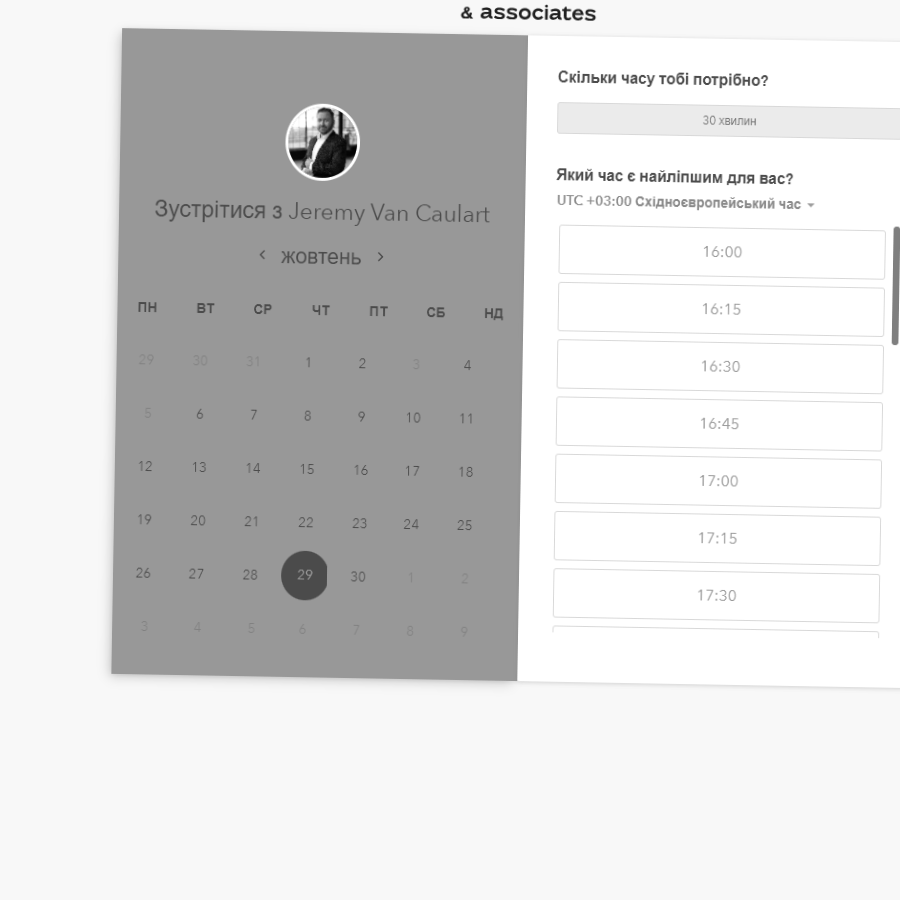 & associates
Зустрітися з Jeremy Van Caulart
жовтень
ПН ВТ СР ЧТ ПТ СБ НД
29 30 31 1 2 3 4
5 6 7 8 9 10 11
12 13 14 15 16 17 18
19 20 21 22 23 24 25
26 27 28 29 30 1 2
3 4 5 6 7 8 9
Скільки часу тобі потрібно?
30 хвилин
Який час є найліпшим для вас?
UTC +03:00 Східноєвропейський час
16:00
16:15
16:30
16:45
17:00
17:15
17:30